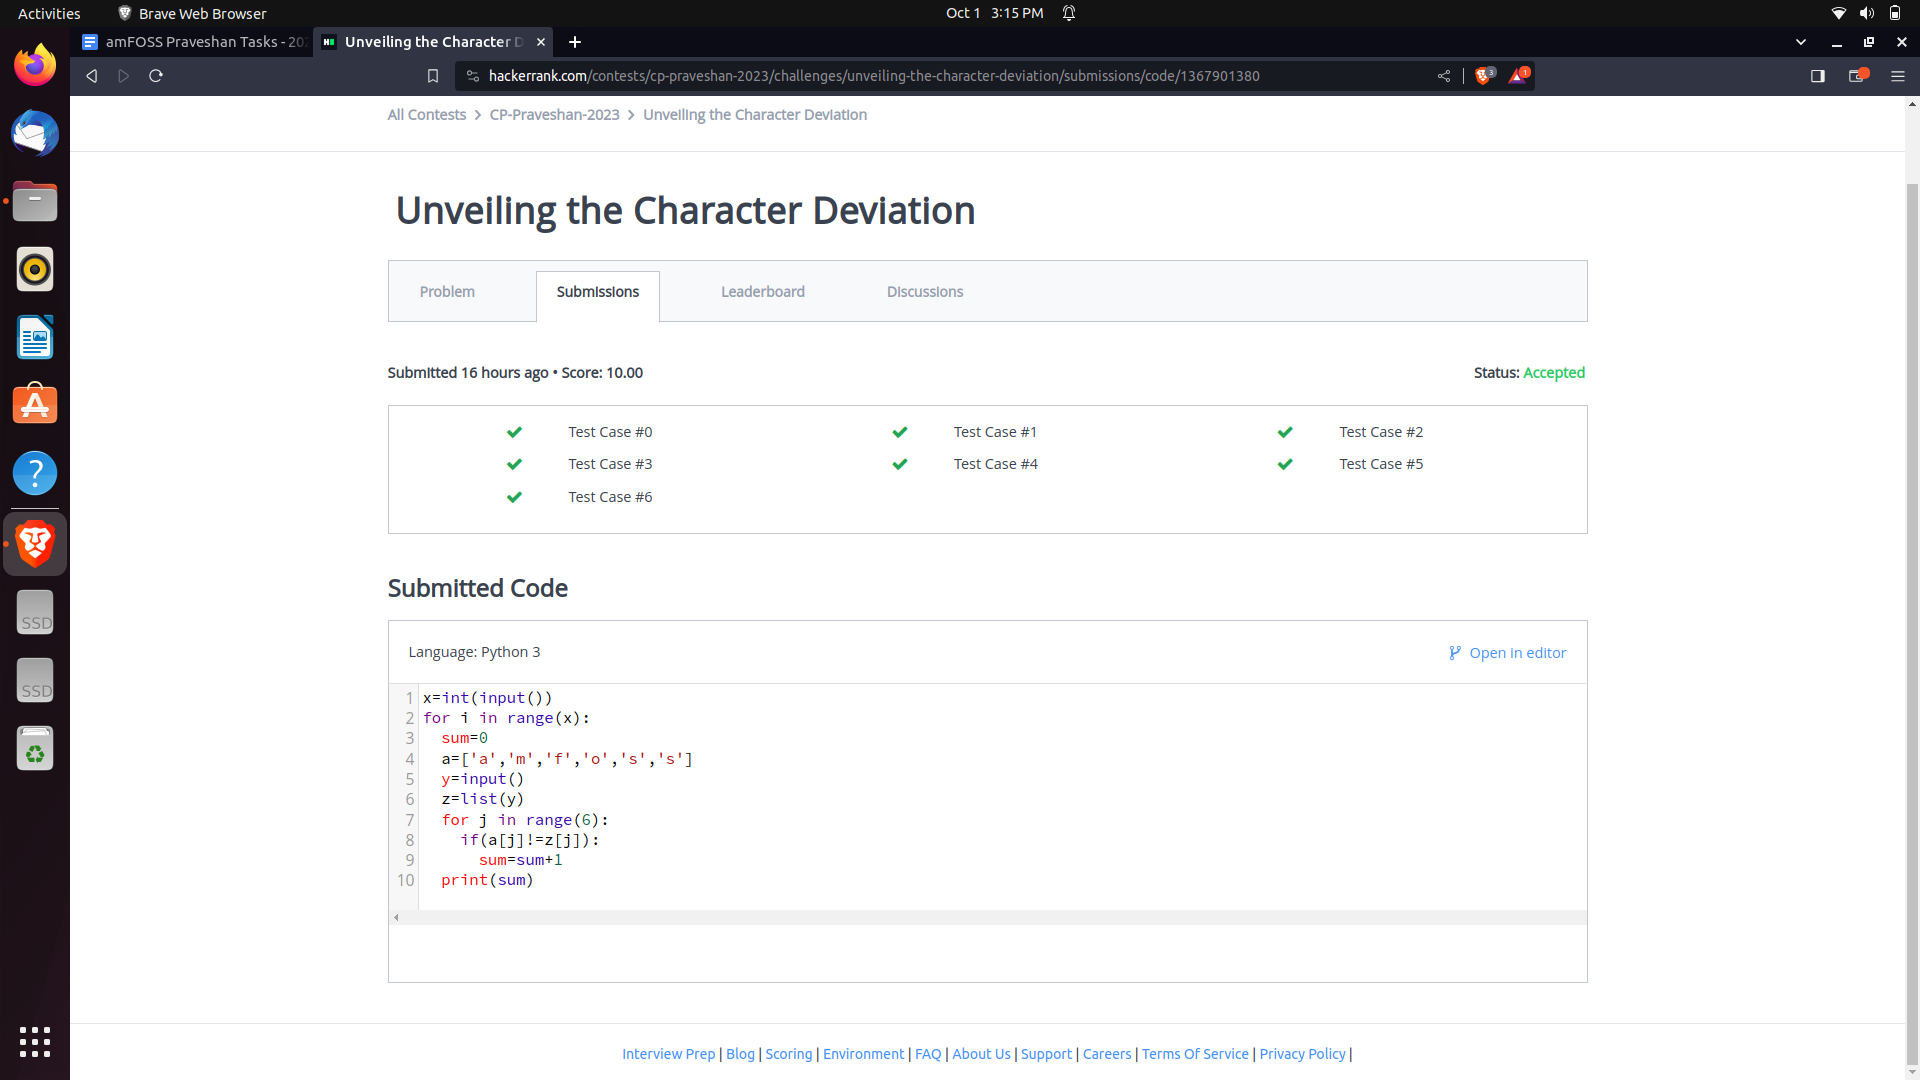 Activities
Brave Web Browser
Oct 1 3:15 PM
amFOSS Praveshan Tasks - 202
Unveiling the Character D
hackerrank.com/contests/cp-praveshan-2023/challenges/unveiling-the-character-deviation/submissions/code/1367901380
3
1
All Contests > CP-Praveshan-2023 > Unveiling the Character Deviation
Unveiling the Character Deviation
Problem
Submissions
Leaderboard
Discussions
Submitted 16 hours ago • Score: 10.00
Status: Accepted
Test Case #0
Test Case #1
Test Case #2
Test Case #3
Test Case #4
Test Case #5
Test Case #6
Submitted Code
Language: Python 3
Open in editor
1 x=int(input())
2 for i in range(x):
3 sum=0
4 a=['a','m','f','o','s','s']
5 y=input()
6 z=list(y)
7 for j in range(6):
8 if(a[j]!=z[j]):
9 sum=sum+1
10 print(sum)
SSD
SSD
Interview Prep | Blog | Scoring | Environment | FAQ | About Us | Support | Careers | Terms Of Service | Privacy Policy |